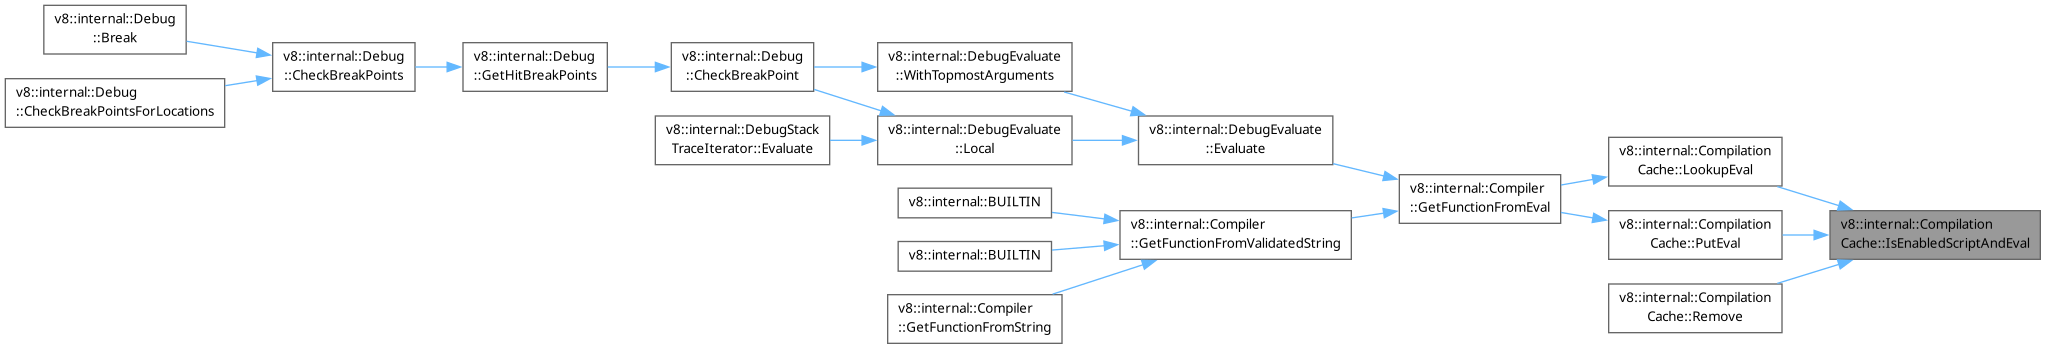 v8::internal::Debug
::Break
v8::internal::Debug
::CheckBreakPointsForLocations
v8::internal::Debug
::CheckBreakPoints
v8::internal::Debug
::GetHitBreakPoints
v8::internal::Debug
::CheckBreakPoint
v8::internal::DebugStack
TraceIterator::Evaluate
v8::internal::DebugEvaluate
::WithTopmostArguments
v8::internal::DebugEvaluate
::Local
v8::internal::BUILTIN
v8::internal::BUILTIN
v8::internal::Compiler
::GetFunctionFromString
v8::internal::DebugEvaluate
::Evaluate
v8::internal::Compiler
::GetFunctionFromValidatedString
v8::internal::Compiler
::GetFunctionFromEval
v8::internal::Compilation
Cache::LookupEval
v8::internal::Compilation
Cache::PutEval
v8::internal::Compilation
Cache::Remove
v8::internal::Compilation
Cache::IsEnabledScriptAndEval